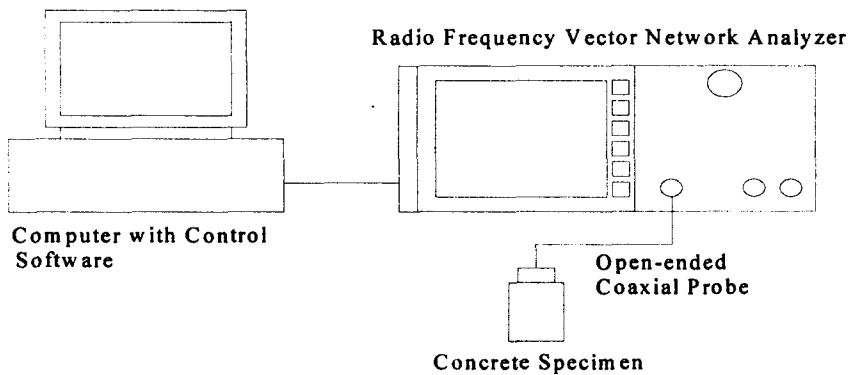 Radio Frequency Vector Network Analyzer
Computer with Control
Software
Open-ended
Coaxial Probe
Concrete Specimen